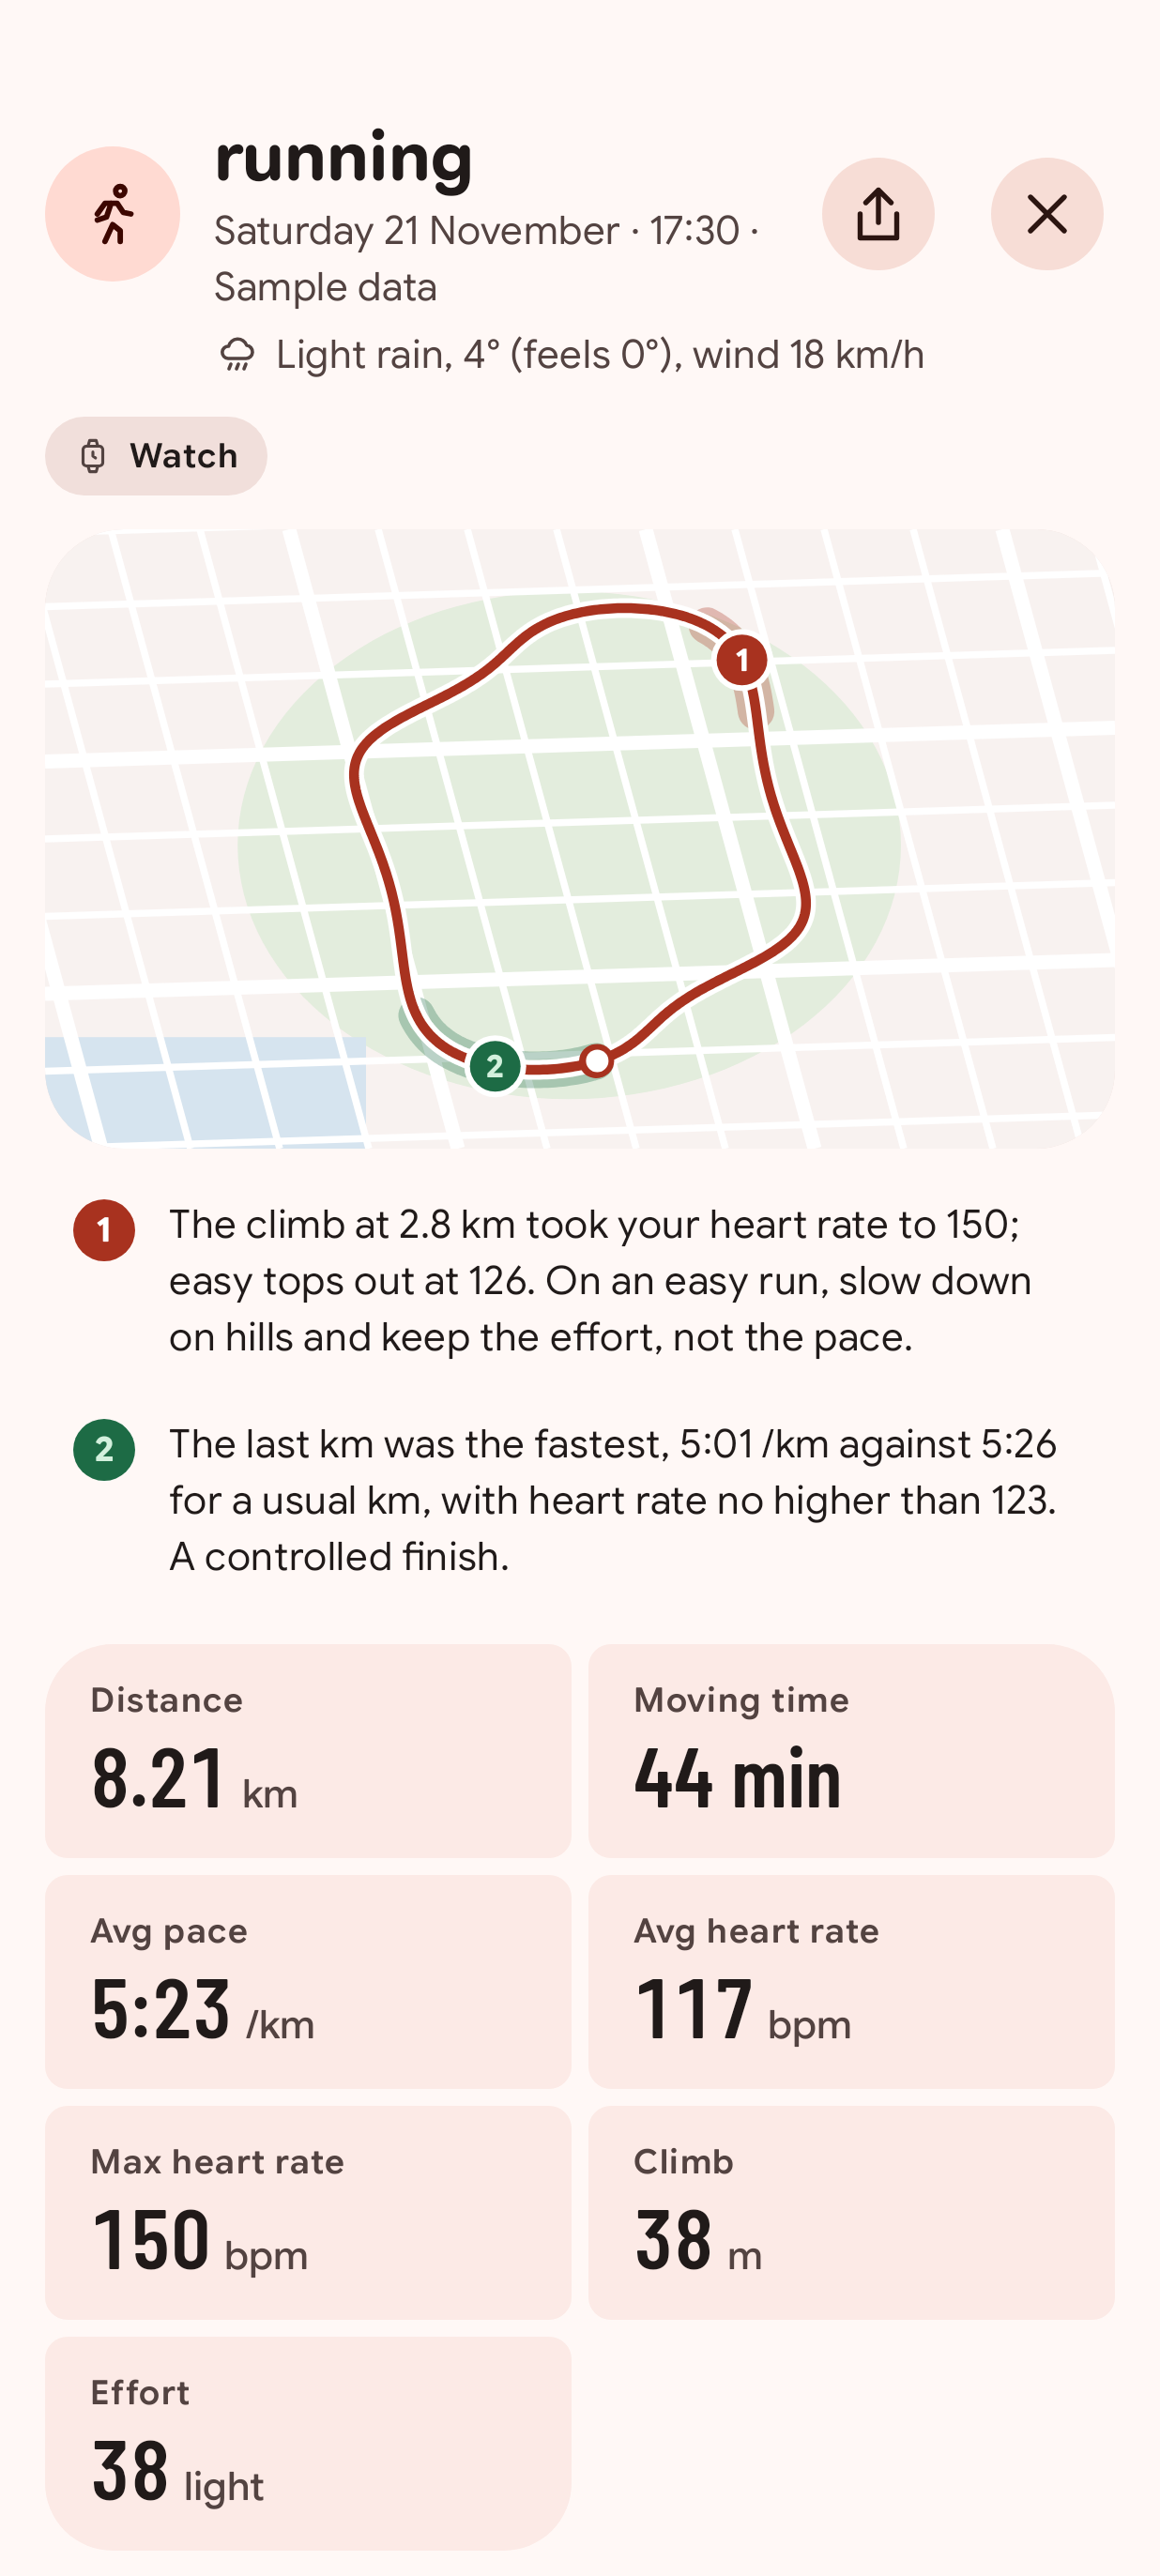 running
Saturday 21 November · 17:30 ·
Sample data
Light rain, 4° (feels 0°), wind 18 km/h
Watch
1
2
1 The climb at 2.8 km took your heart rate to 150;
easy tops out at 126. On an easy run, slow down
on hills and keep the effort, not the pace.
2 The last km was the fastest, 5:01 /km against 5:26
for a usual km, with heart rate no higher than 123.
A controlled finish.
Distance
8.21 km
Moving time
44 min
Avg pace
5:23 /km
Avg heart rate
117 bpm
Max heart rate
150 bpm
Climb
38 m
Effort
38 light